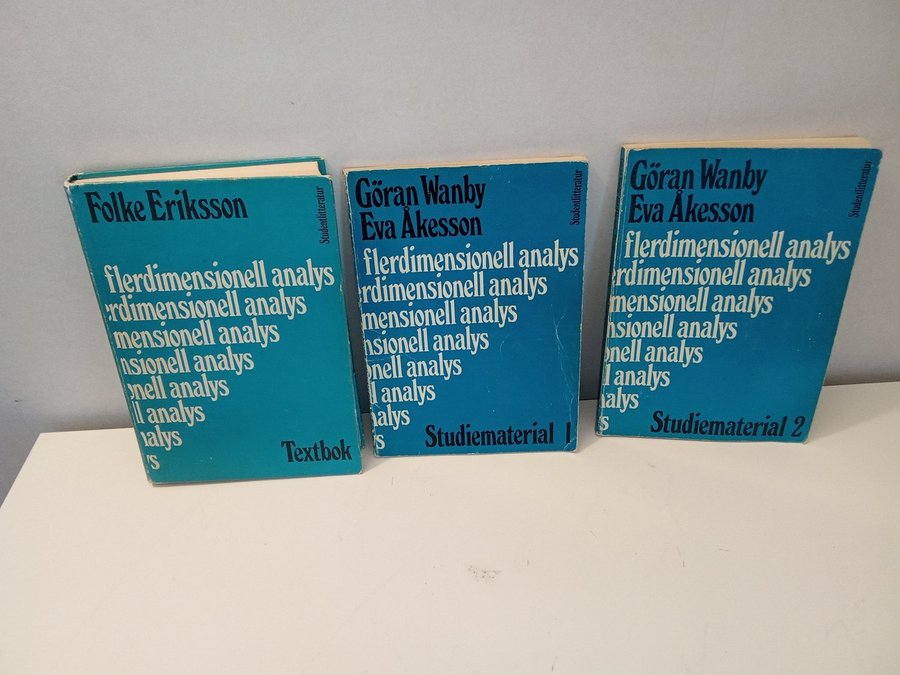 Folke Eriksson
Studentlitteratur
flerdimensionell analys
rdimensionell analys
mensionell analys
nsionell analys
onell analys
ll analys
nalys
's
Textbok
Göran Wanby
Eva Åkesson
Studentlitteratur
flerdimensionell analys
rdimensionell analys
mensionell analys
nsionell analys
onell analys
l analys
alys
s
Studiematerial 1
Göran Wanby
Eva Åkesson
Studentlitteratur
flerdimensionell analys
rdimensionell analys
mensionell analys
nsionell analys
onell analys
l analys
alys
s
Studiematerial 2